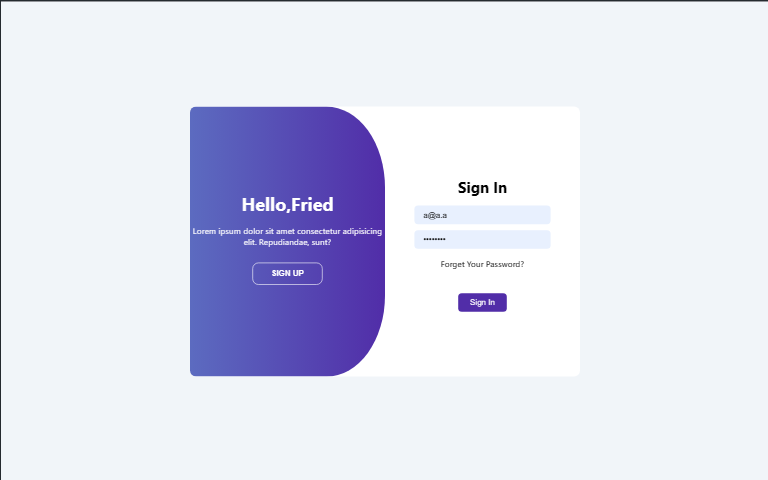 Hello,Fried
Lorem ipsum dolor sit amet consectetur adipisicing
elit. Repudiandae, sunt?
SIGN UP
Sign In
a@a.a
••••••••
Forget Your Password?
Sign In